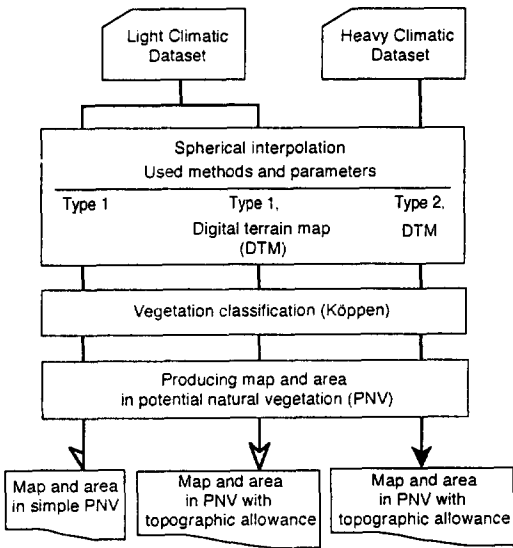 Light Climatic
Dataset
Heavy Climatic
Dataset
Spherical interpolation
Used methods and parameters
Type 1
Type 1,
Digital terrain map
(DTM)
Type 2,
DTM
Vegetation classification (Köppen)
Producing map and area
in potential natural vegetation (PNV)
Map and area
in simple PNV
Map and area
in PNV with
topographic allowance
Map and area
in PNV with
topographic allowance